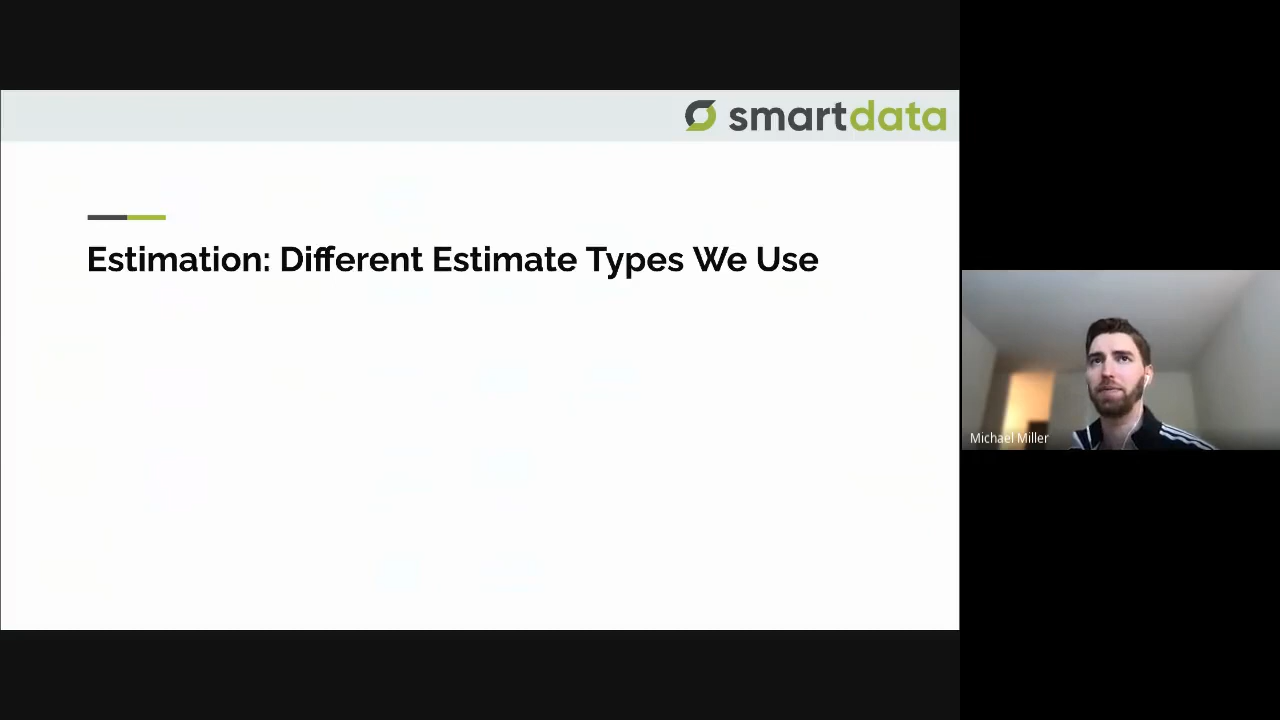 smartdata
Estimation: Different Estimate Types We Use
Michael Miller